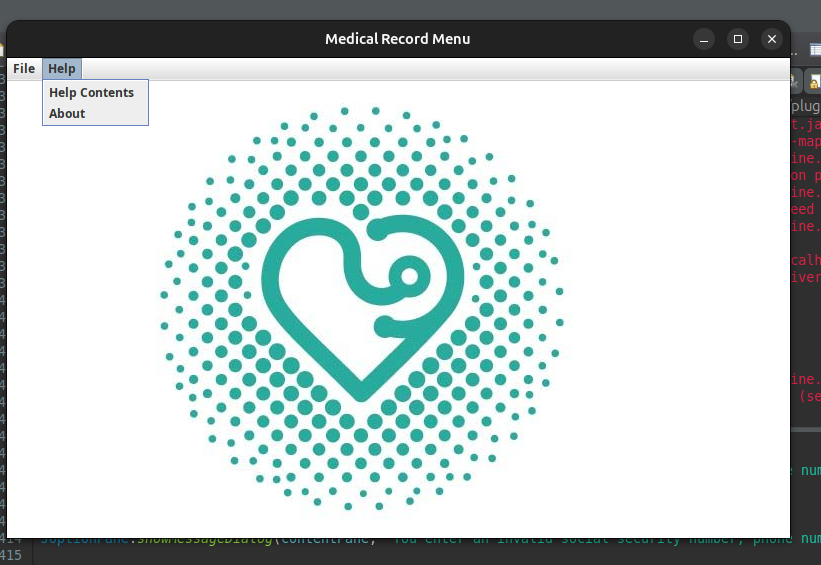 Medical Record Menu
File Help
Help Contents
About
plug
t.ja
-map
ine.
on p
ine.
eed
ine.
calh
iver
ine.
(se
e num
414 JOptionPane.showMessageDialog(contentPane, "You enter an invalid social security number, phone num
415